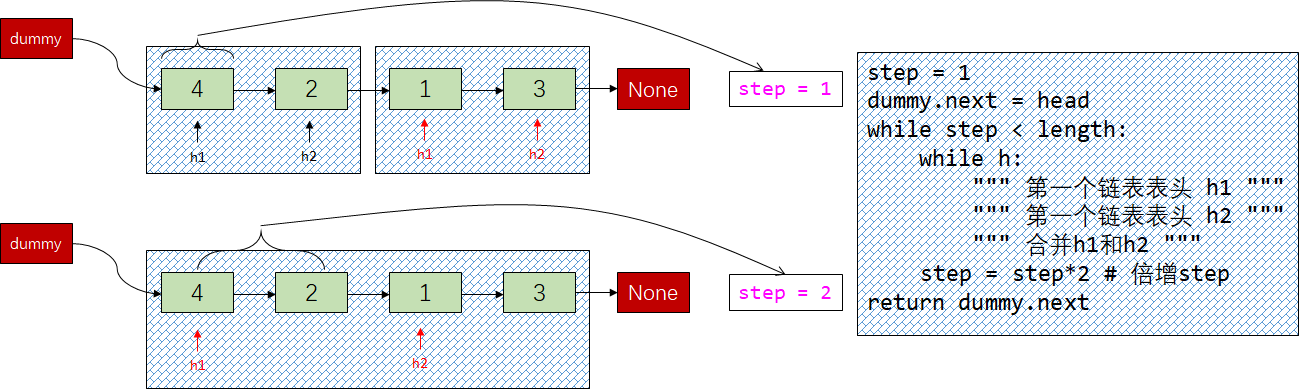 dummy
4
2
1
3
None
step = 1
h1
h2
h1
h2
dummy
4
2
1
3
None
step = 2
h1
h2
step = 1
dummy.next = head
while step < length:
    while h:
        """ 第一个链表表头 h1 """
        """ 第一个链表表头 h2 """
        """ 合并h1和h2 """
    step = step*2 # 倍增step
return dummy.next